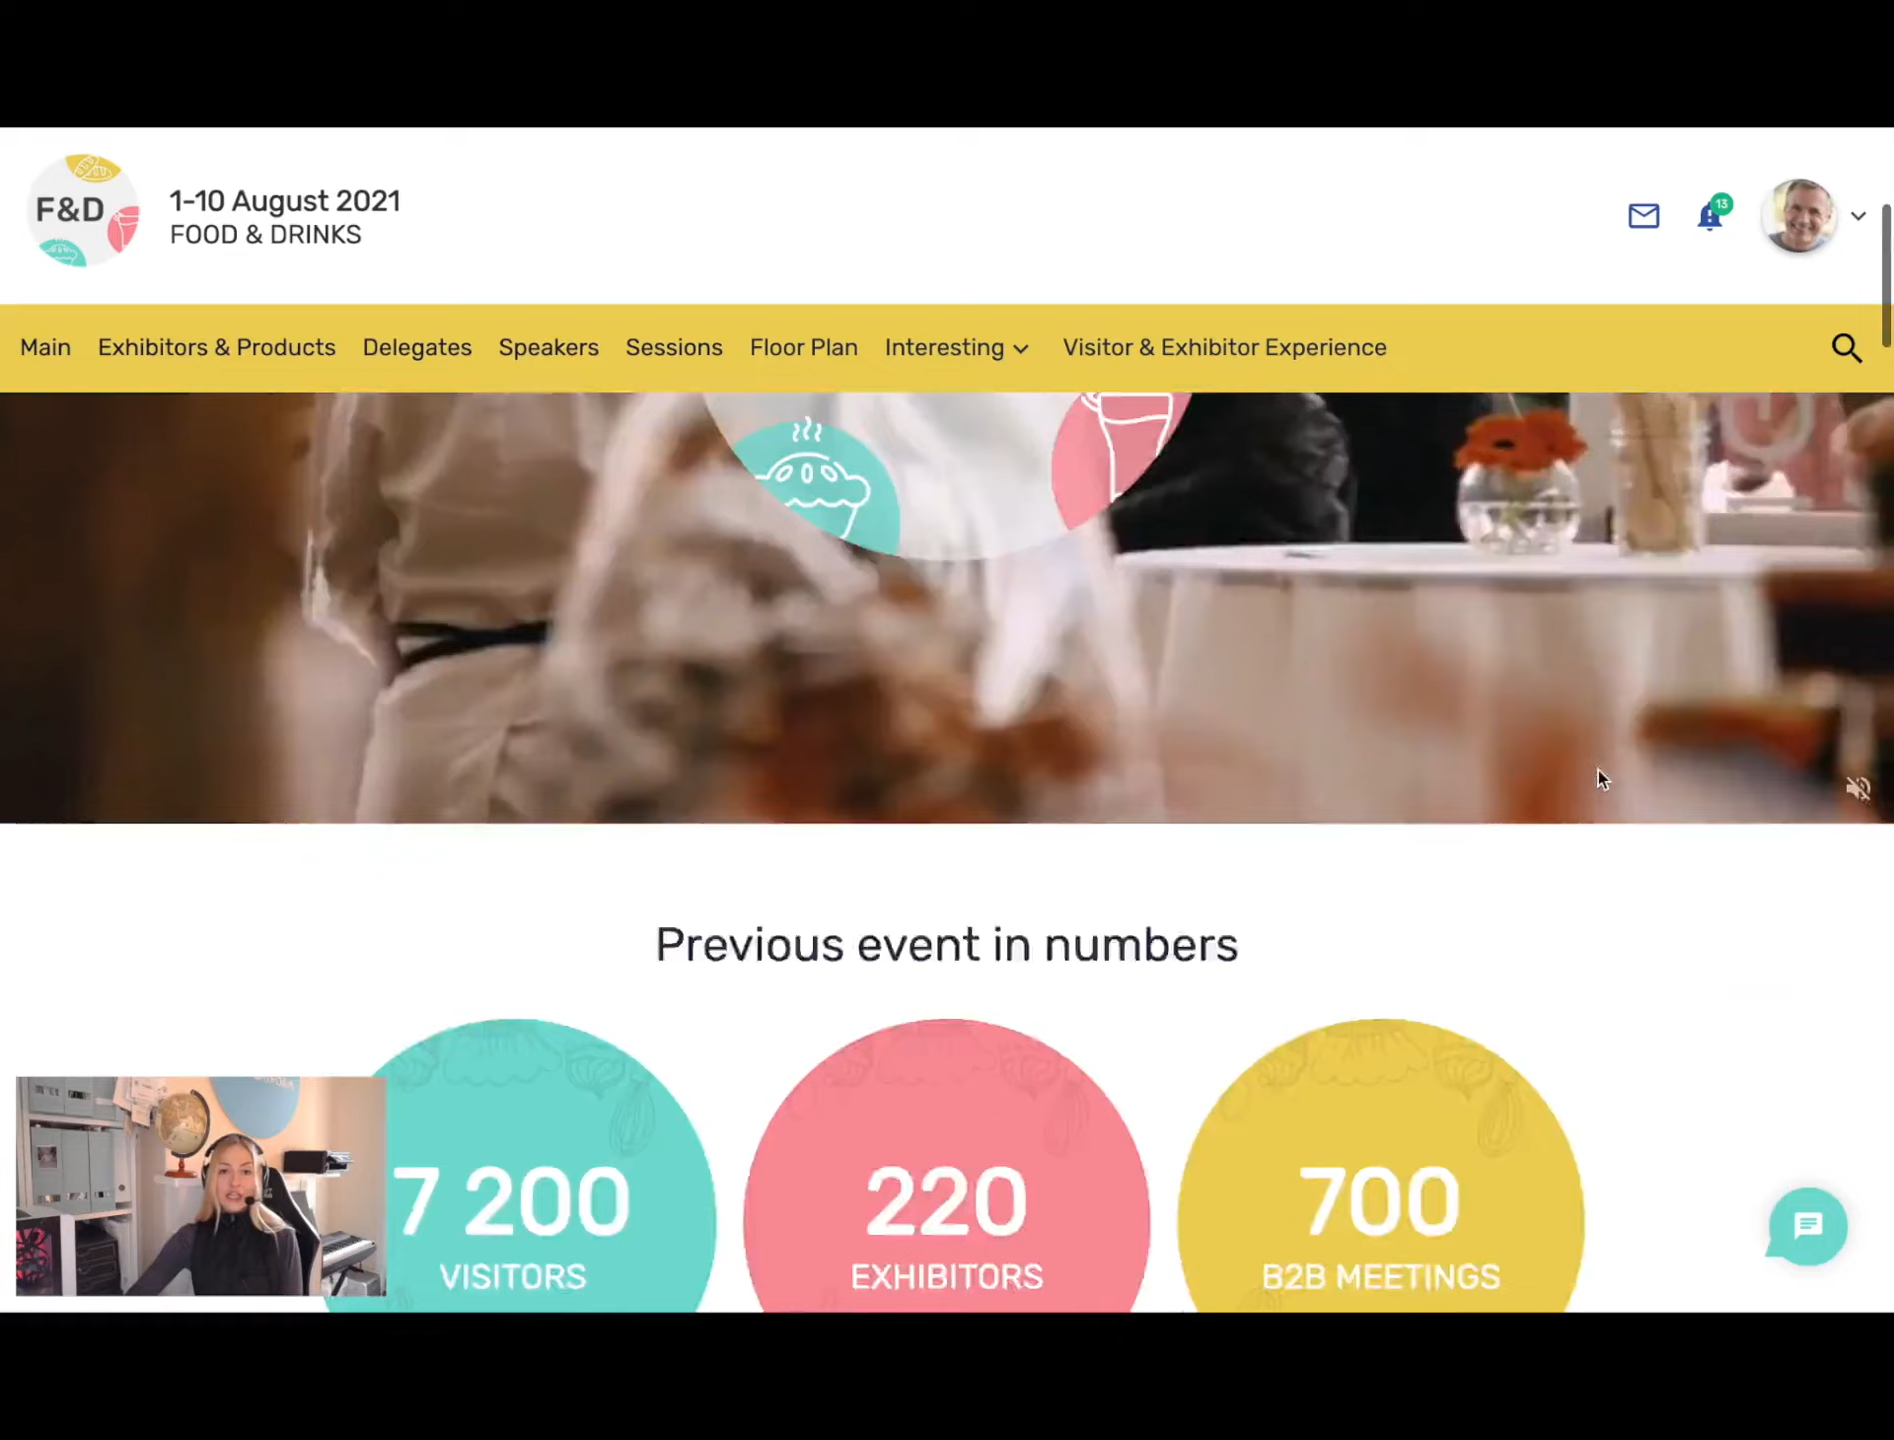 F&D
1-10 August 2021
FOOD & DRINKS
13
Main
Exhibitors & Products
Delegates
Speakers
Sessions
Floor Plan
Interesting
Visitor & Exhibitor Experience
Previous event in numbers
7 200
VISITORS
220
EXHIBITORS
700
B2B MEETINGS